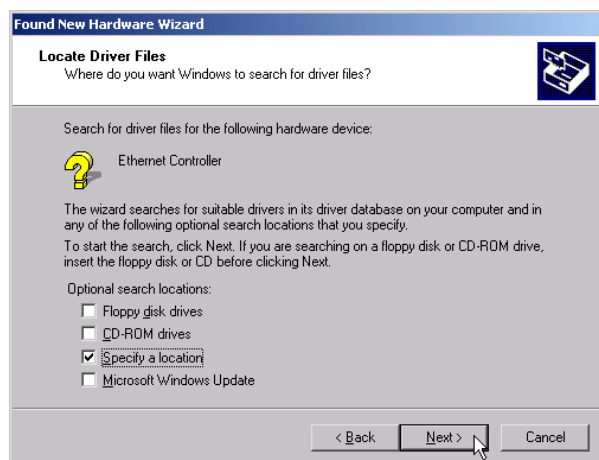 Found New Hardware Wizard
Locate Driver Files
Where do you want Windows to search for driver files?
Search for driver files for the following hardware device:
Ethernet Controller
The wizard searches for suitable drivers in its driver database on your computer and in
any of the following optional search locations that you specify.
To start the search, click Next. If you are searching on a floppy disk or CD-ROM drive,
insert the floppy disk or CD before clicking Next.
Optional search locations:
Floppy disk drives
CD-ROM drives
Specify a location
Microsoft Windows Update
< Back Next > Cancel